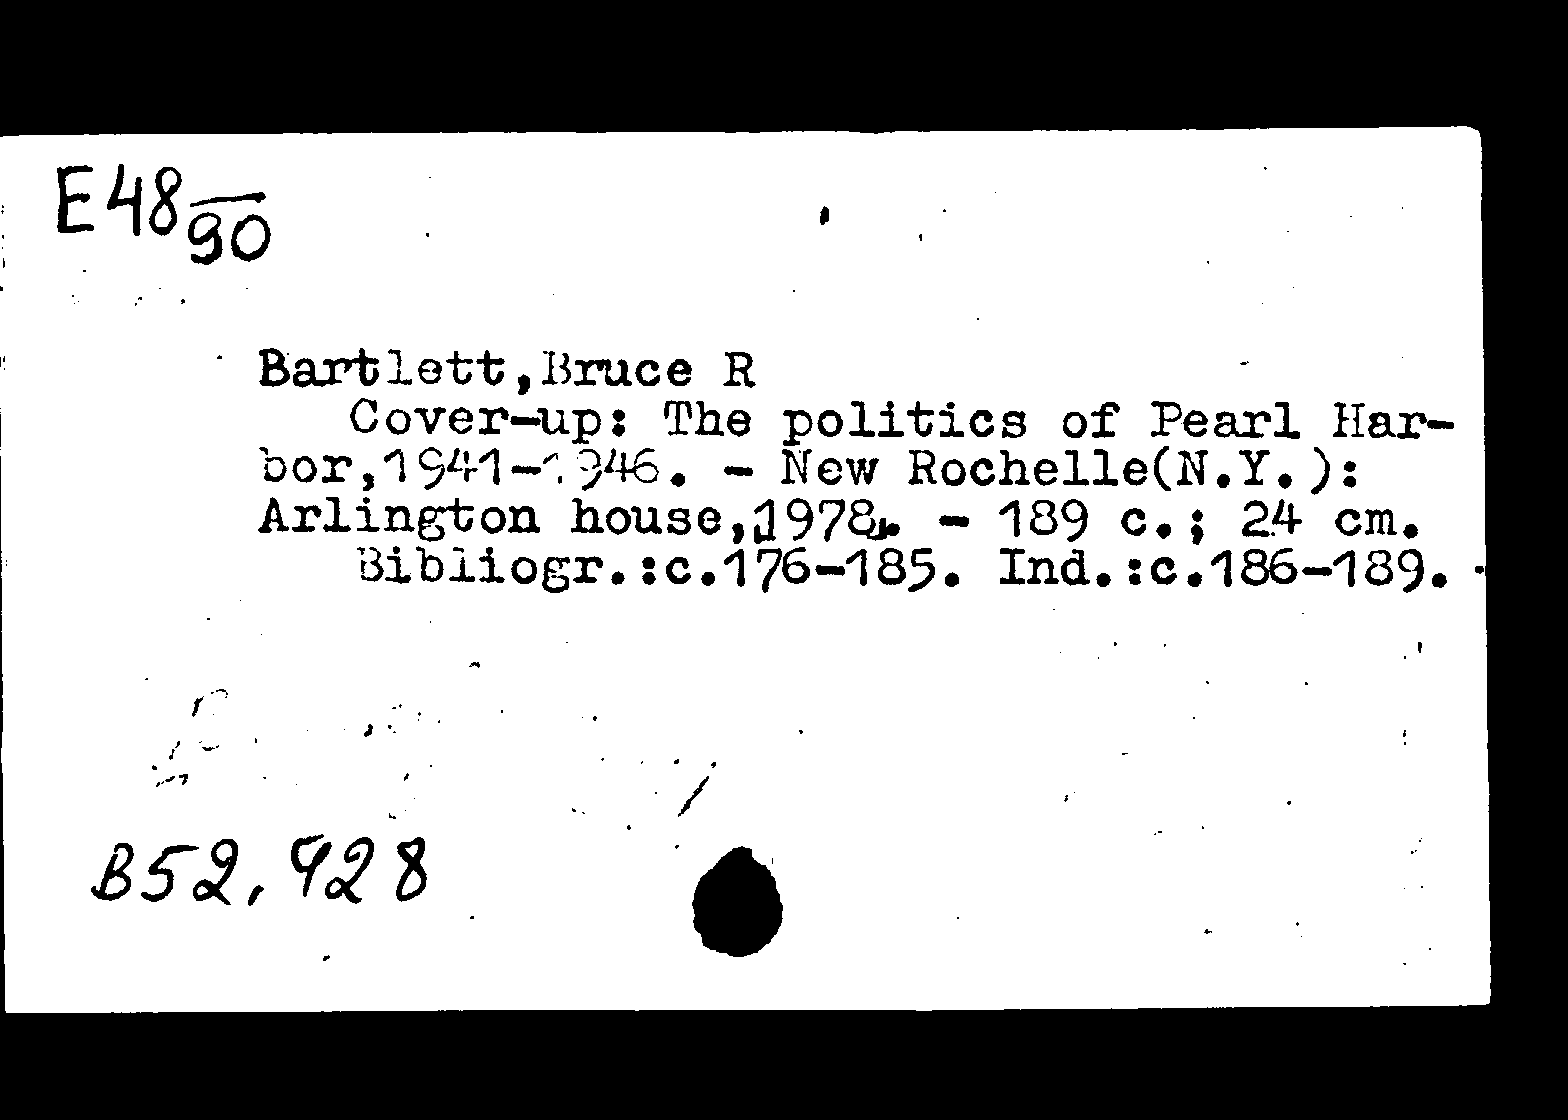 E48
90
Bartlett,Bruce R
Cover-up: The politics of Pearl Har-
bor,1941-1946. - New Rochelle(N.Y.):
Arlington house,1978. - 189 c.; 24 cm.
Bibliogr.:c.176-185. Ind.:c.186-189.
B52,928